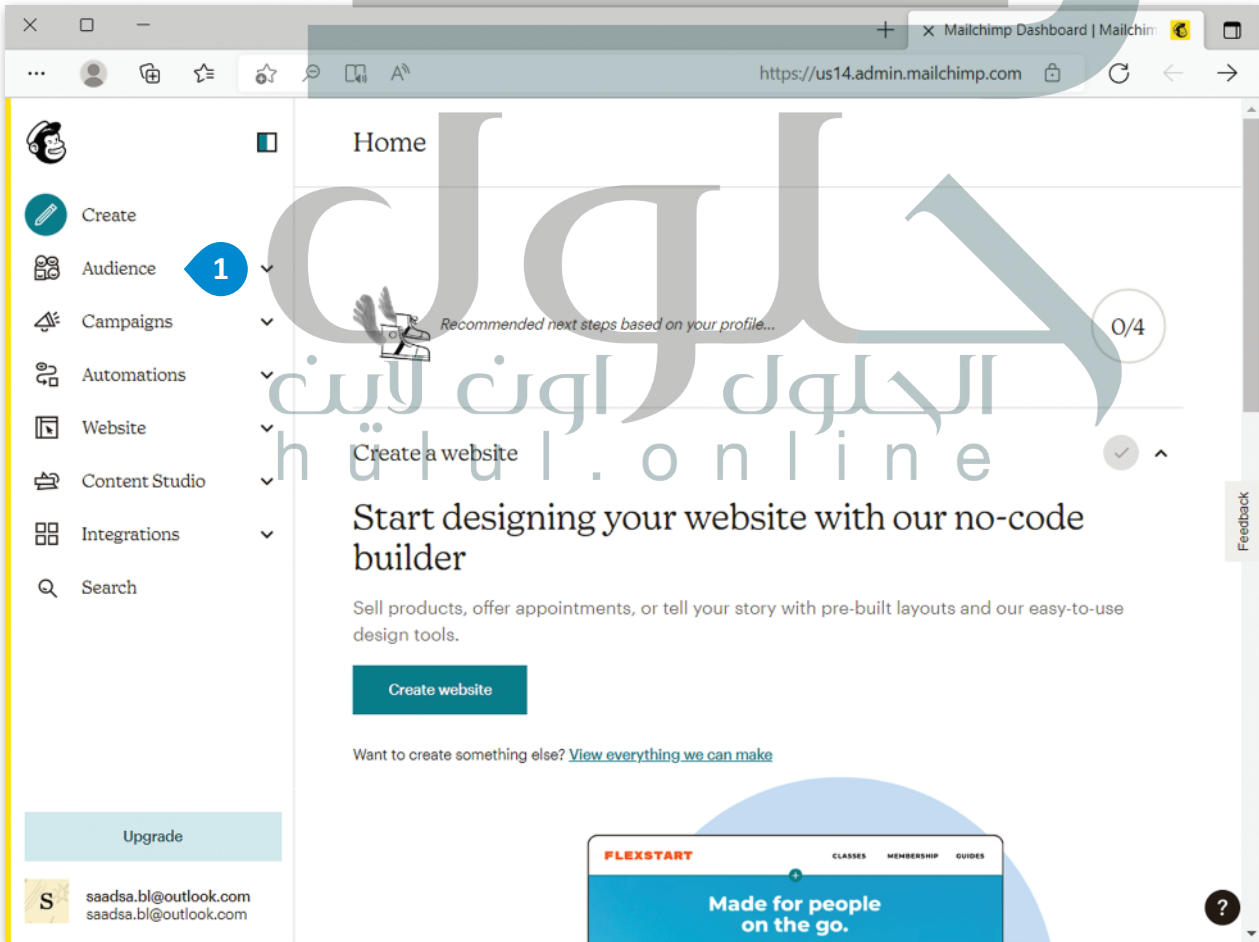 Mailchimp Dashboard | Mailchim
https://us14.admin.mailchimp.com
Home
Create
Audience
1
Campaigns
Automations
Website
Content Studio
Integrations
Search
Recommended next steps based on your profile...
0/4
حلول
الحلول اون لاين
hülul.online
Create a website
Start designing your website with our no-code
builder
Sell products, offer appointments, or tell your story with pre-built layouts and our easy-to-use
design tools.
Create website
Want to create something else? View everything we can make
Feedback
Upgrade
S
saadsa.bl@outlook.com
saadsa.bl@outlook.com
FLEXSTART
CLASSES MEMBERSHIP GUIDES
Made for people
on the go.
?